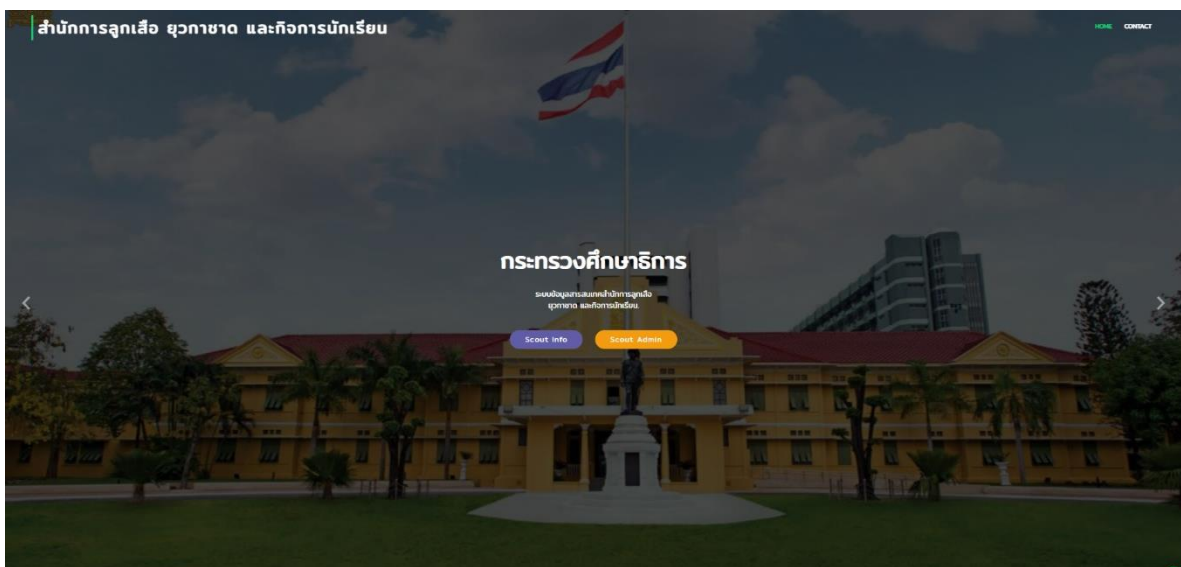 สำนักการลูกเสือ ยุวกาชาด และกิจการนักเรียน
HOME CONTACT
กระทรวงศึกษาธิการ
ระบบข้อมูลสารสนเทศสำนักการลูกเสือ
ยุวกาชาด และกิจการนักเรียน.
Scout Info Scout Admin